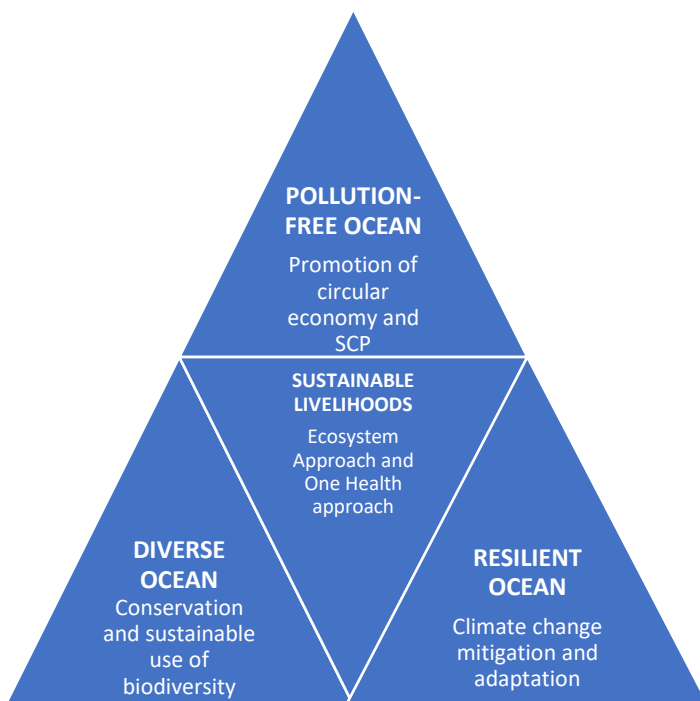 POLLUTION-
FREE OCEAN
Promotion of
circular
economy and
SCP
SUSTAINABLE
LIVELIHOODS
Ecosystem
Approach and
One Health
approach
DIVERSE
OCEAN
Conservation
and sustainable
use of
biodiversity
RESILIENT
OCEAN
Climate change
mitigation and
adaptation